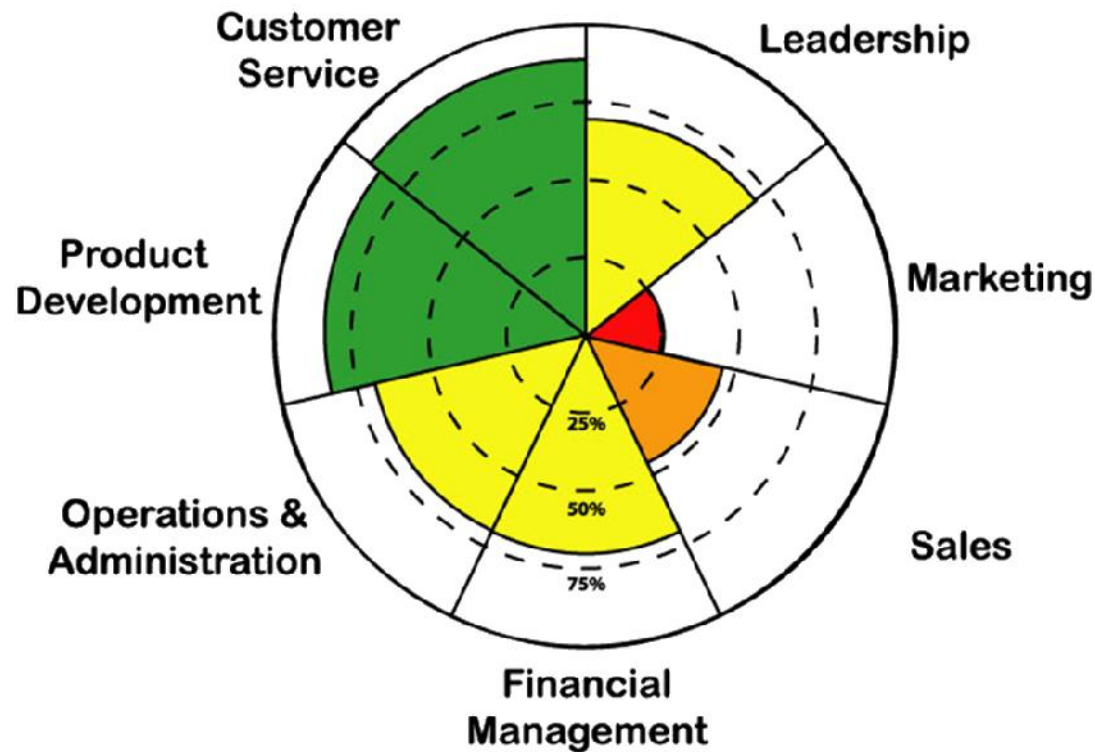 Customer
Service
Leadership
Product
Development
Marketing
25%
50%
75%
Operations &
Administration
Sales
Financial
Management